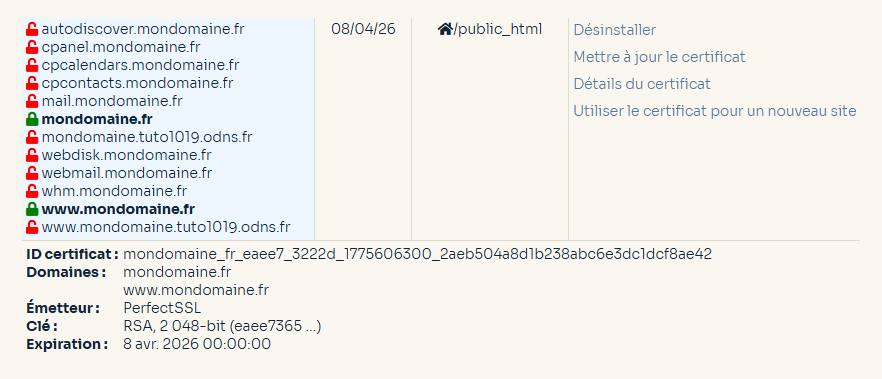 autodiscover.mondomaine.fr
cpanel.mondomaine.fr
cpcalendars.mondomaine.fr
cpcontacts.mondomaine.fr
mail.mondomaine.fr
mondomaine.fr
mondomaine.tuto1019.odns.fr
webdisk.mondomaine.fr
webmail.mondomaine.fr
whm.mondomaine.fr
www.mondomaine.fr
www.mondomaine.tuto1019.odns.fr
08/04/26
/public_html
Désinstaller
Mettre à jour le certificat
Détails du certificat
Utiliser le certificat pour un nouveau site
ID certificat : mondomaine_fr_eaee7_3222d_1775606300_2aeb504a8d1b238abc6e3dc1dcf8ae42
Domaines : mondomaine.fr
www.mondomaine.fr
Émetteur : PerfectSSL
Clé : RSA, 2 048-bit (eaee7365 ...)
Expiration : 8 avr. 2026 00:00:00